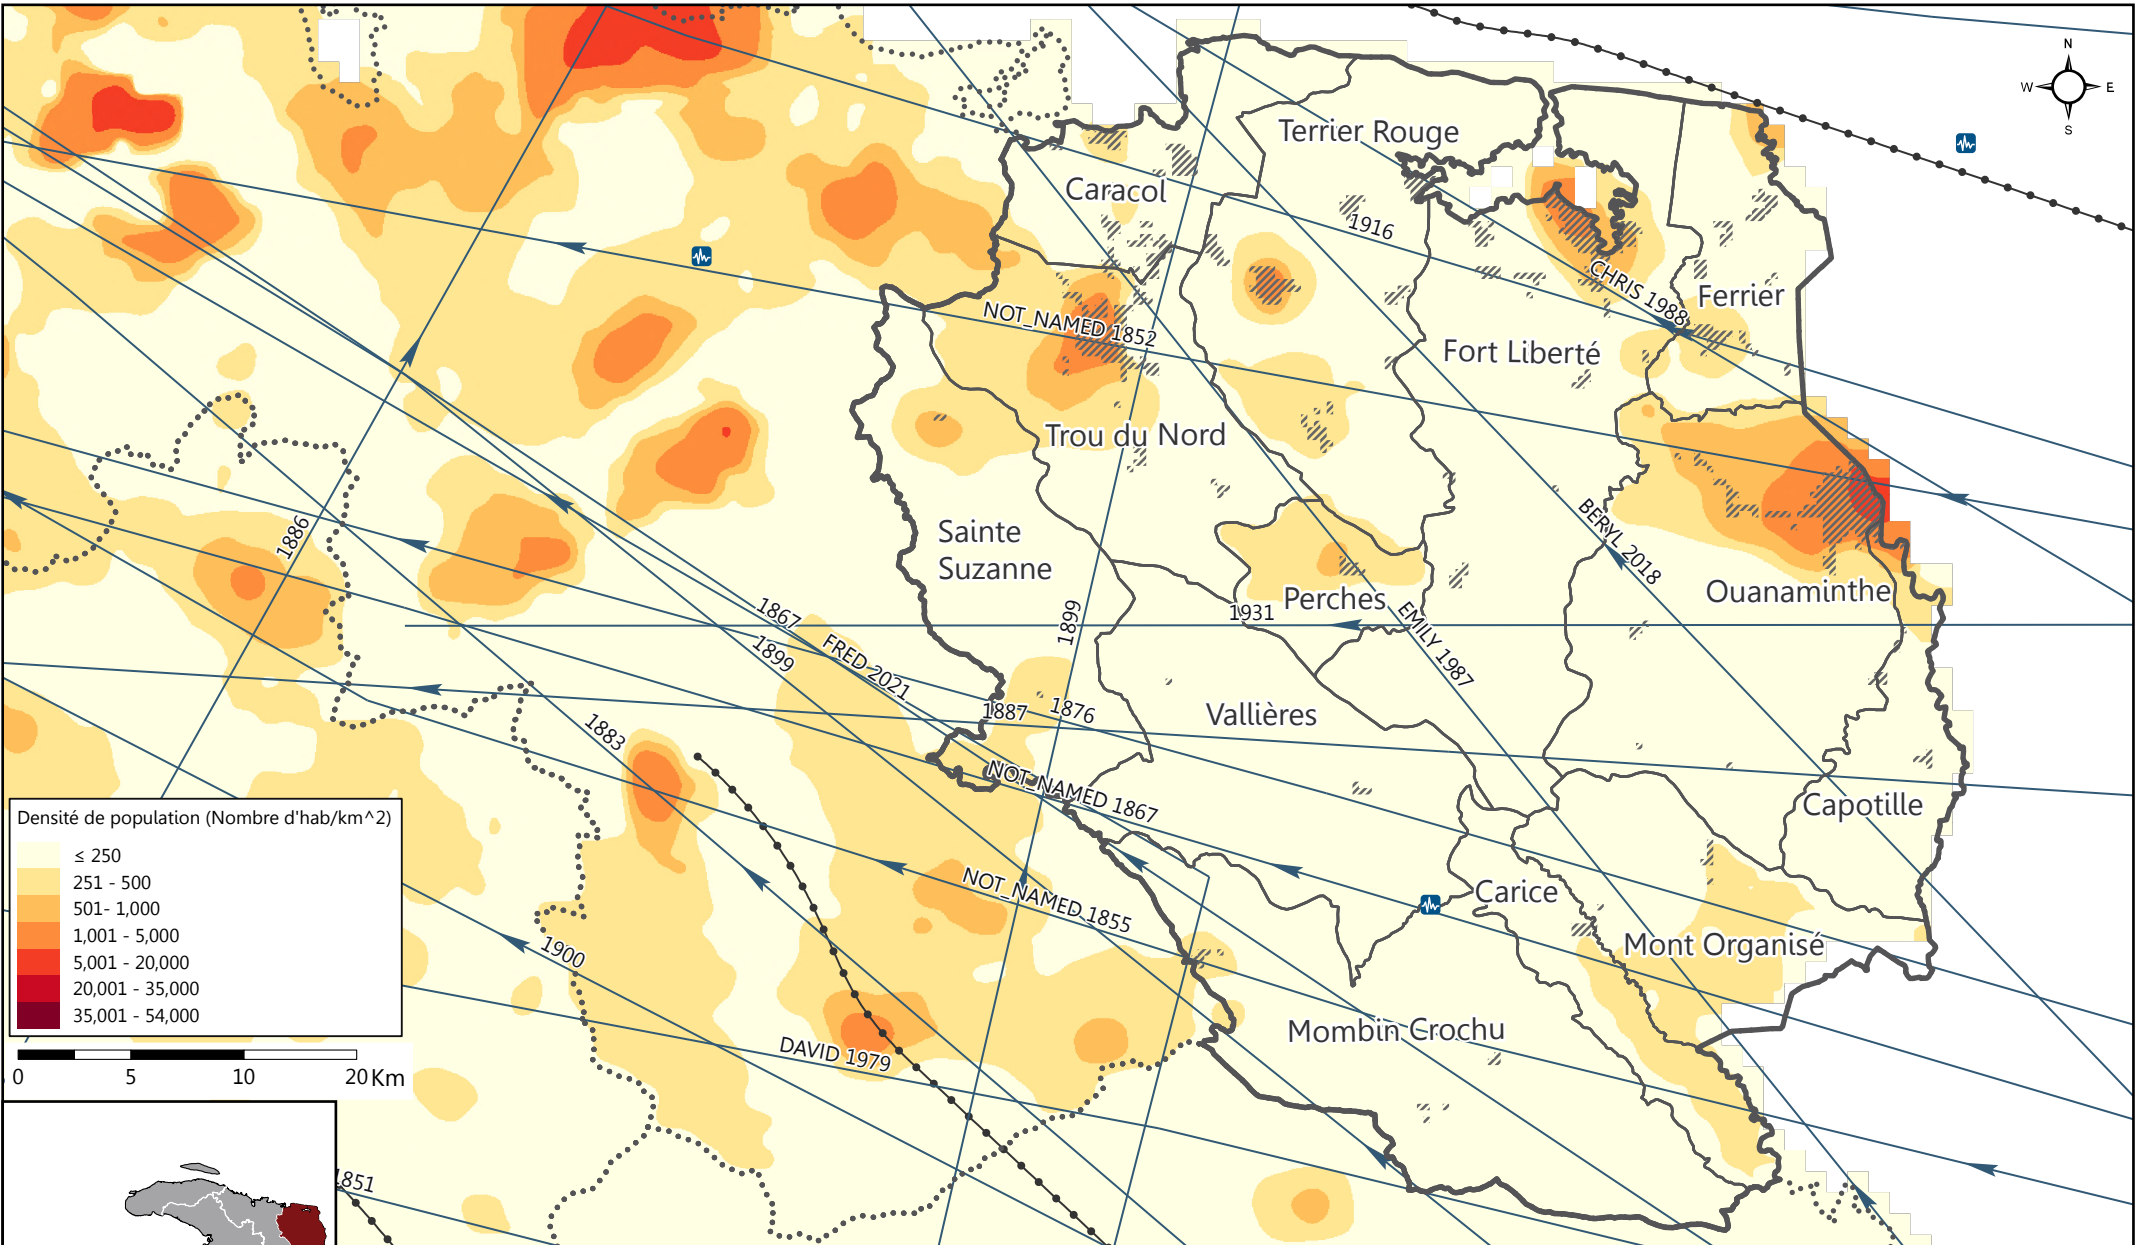 N
W E
S
Terrier Rouge
Caracol
1916
CHRIS 1988
Ferrier
NOT_NAMED 1852
Fort Liberté
Trou du Nord
1886
Sainte
Suzanne
BERYL 2018
Ouanaminthe
Perches
1931
EMILY 1987
1867
1899
1899
FRED 2021
1887
1876
Vallières
1883
NOT_NAMED 1867
Capotille
Densité de population (Nombre d'hab/km^2)
≤ 250
251 - 500
501- 1,000
1,001 - 5,000
5,001 - 20,000
20,001 - 35,000
35,001 - 54,000
NOT_NAMED 1855
Carice
1900
Mont Organisé
Mombin Crochu
DAVID 1979
0 5 10 20 Km
1851